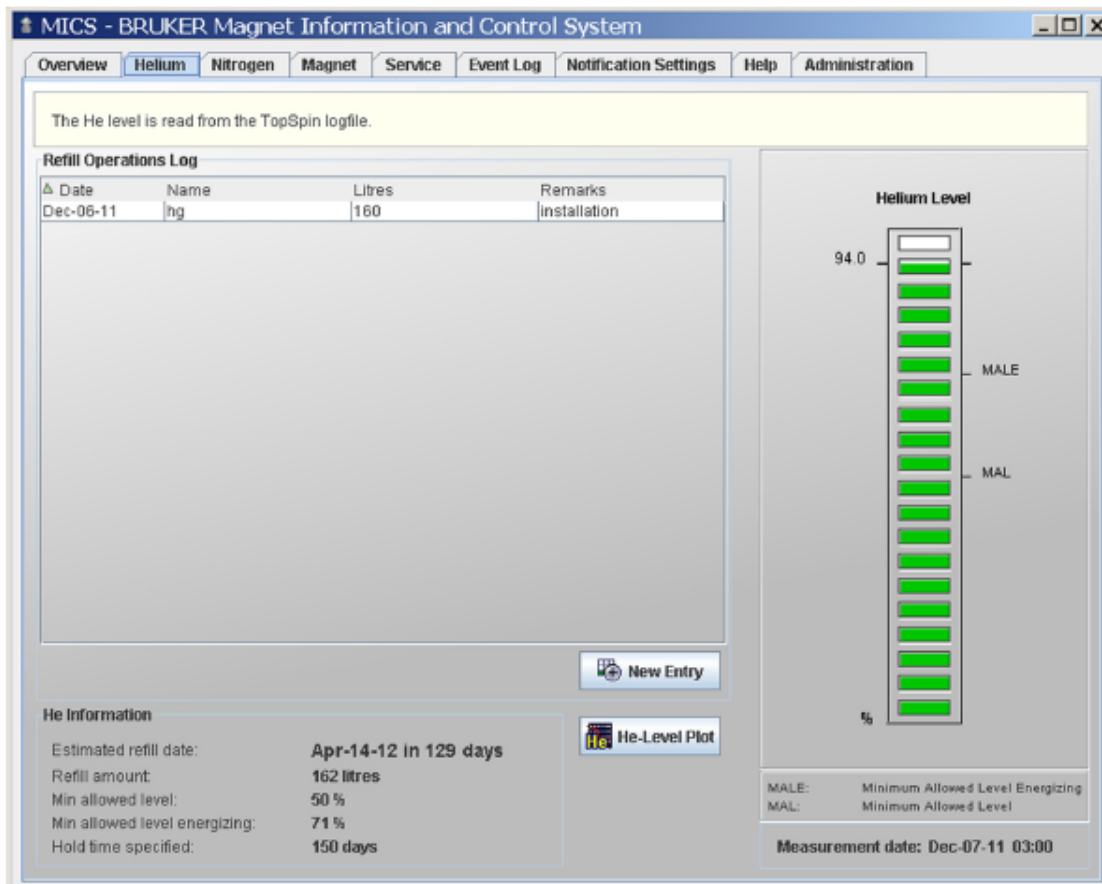 MICS - BRUKER Magnet Information and Control System
Overview Helium Nitrogen Magnet Service Event Log Notification Settings Help Administration
The He level is read from the TopSpin logfile.
Refill Operations Log
Date Name Litres Remarks
Dec-06-11 hg 160 installation
New Entry
He Information
Estimated refill date: Apr-14-12 in 129 days
Refill amount: 162 litres
Min allowed level: 50 %
Min allowed level energizing: 71 %
Hold time specified: 150 days
He
He-Level Plot
Helium Level
94.0
MALE
MAL
%
MALE: Minimum Allowed Level Energizing
MAL: Minimum Allowed Level
Measurement date: Dec-07-11 03:00